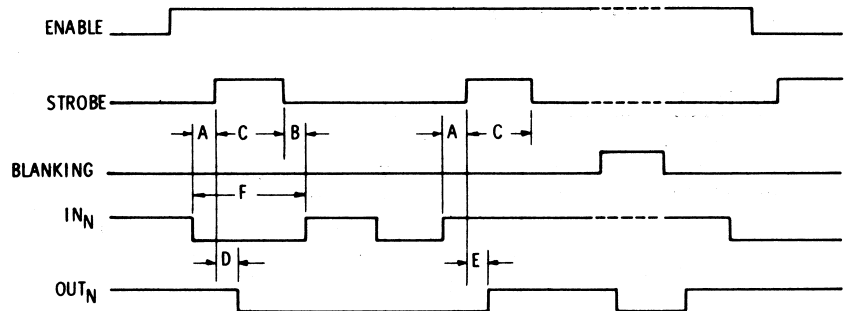 ENABLE
STROBE
A C B A C
BLANKING
F
IN_N
D E
OUT_N